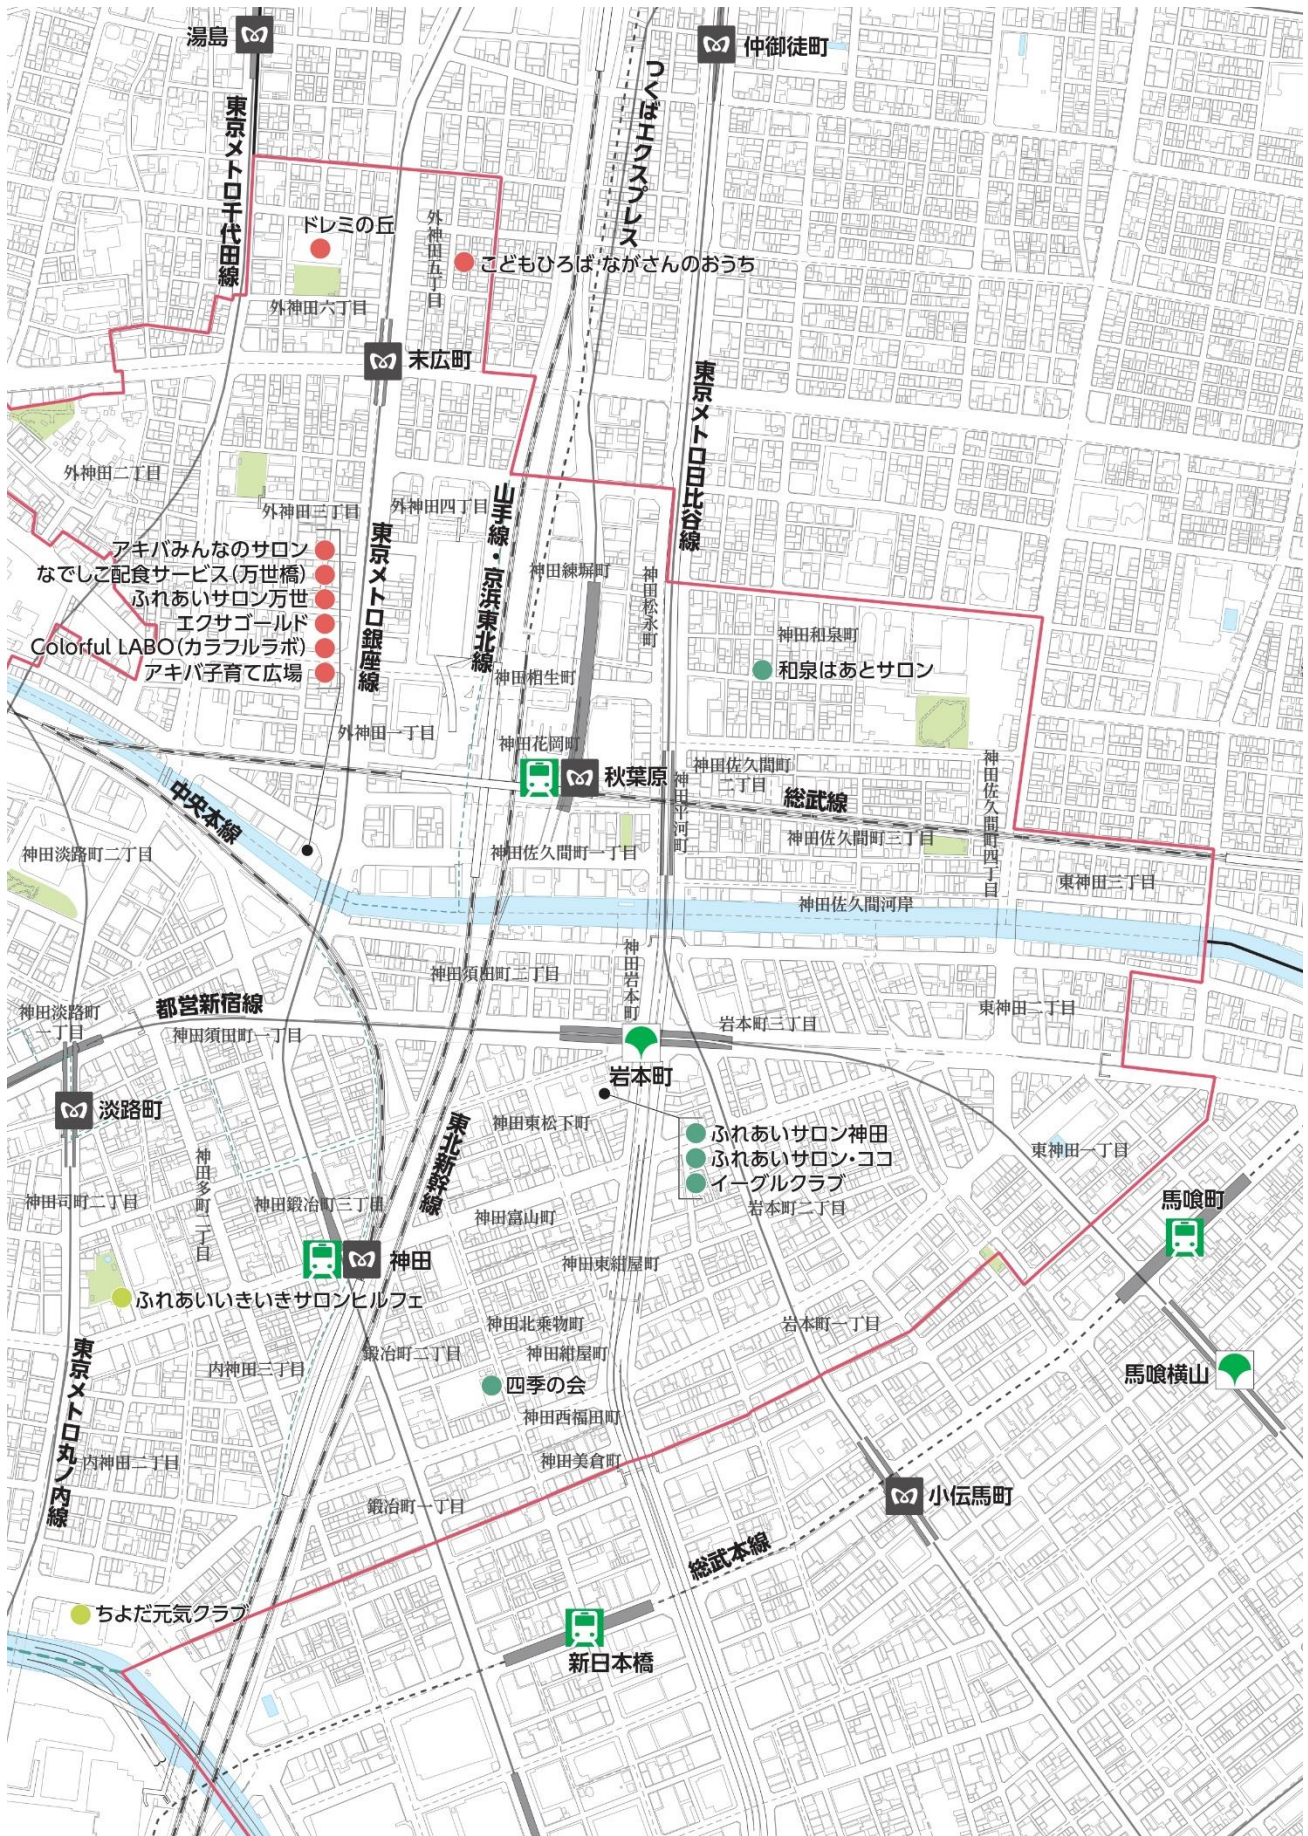 湯島
仲御徒町
つくばエクスプレス
東京メトロ千代田線
ドレミの丘
外神田五丁目
こどもひろば ながさんのおうち
外神田六丁目
末広町
東京メトロ日比谷線
外神田二丁目
外神田三丁目
外神田四丁目
山手線・京浜東北線
東京メトロ銀座線
アキバみんなのサロン
なでしこ配食サービス(万世橋)
ふれあいサロン万世
エクサゴールド
Colorful LABO(カラフルラボ)
アキバ子育て広場
神田練塀町
神田松永町
神田和泉町
和泉はあとサロン
神田相生町
外神田一丁目
神田花岡町
秋葉原
神田佐久間町
二丁目
神田平河町
総武線
神田佐久間町四丁目
中央本線
神田淡路町二丁目
神田佐久間町一丁目
神田佐久間町三丁目
東神田三丁目
神田佐久間河岸
神田須田町二丁目
神田岩本町
都営新宿線
神田淡路町
一丁目
神田須田町一丁目
岩本町三丁目
東神田二丁目
岩本町
淡路町
神田東松下町
東北新幹線
ふれあいサロン神田
ふれあいサロン・ココ
イーグルクラブ
東神田一丁目
神田司町二丁目
神田多町二丁目
神田鍛冶町三丁目
神田富山町
岩本町二丁目
馬喰町
神田
神田東紺屋町
ふれあいいきいきサロンヒルフェ
神田北乗物町
岩本町一丁目
東京メトロ丸ノ内線
内神田三丁目
鍛冶町二丁目
神田紺屋町
四季の会
馬喰横山
神田西福田町
内神田二丁目
神田美倉町
鍛冶町一丁目
小伝馬町
総武本線
ちよだ元気クラブ
新日本橋